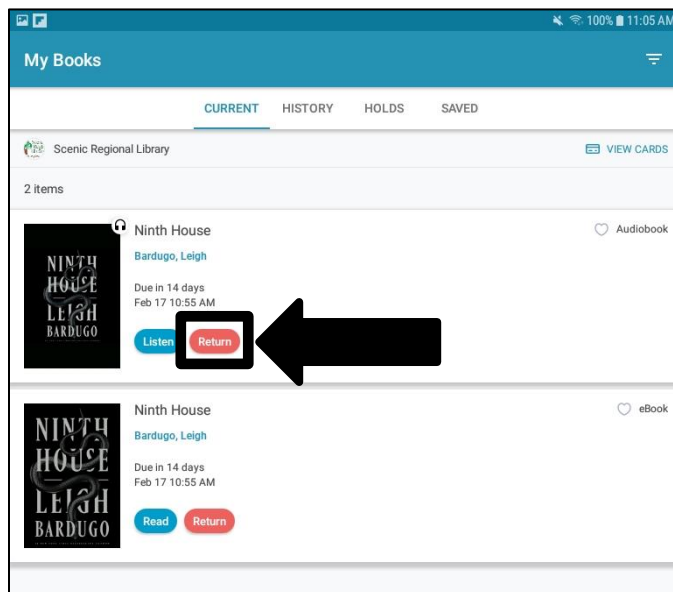 100% 11:05 AM
My Books
CURRENT HISTORY HOLDS SAVED
Scenic Regional Library VIEW CARDS
2 items
NINTH
HOUSE
LEIGH
BARDUGO
Ninth House
Audiobook
Bardugo, Leigh
Due in 14 days
Feb 17 10:55 AM
Listen Return
NINTH
HOUSE
LEIGH
BARDUGO
Ninth House
eBook
Bardugo, Leigh
Due in 14 days
Feb 17 10:55 AM
Read Return